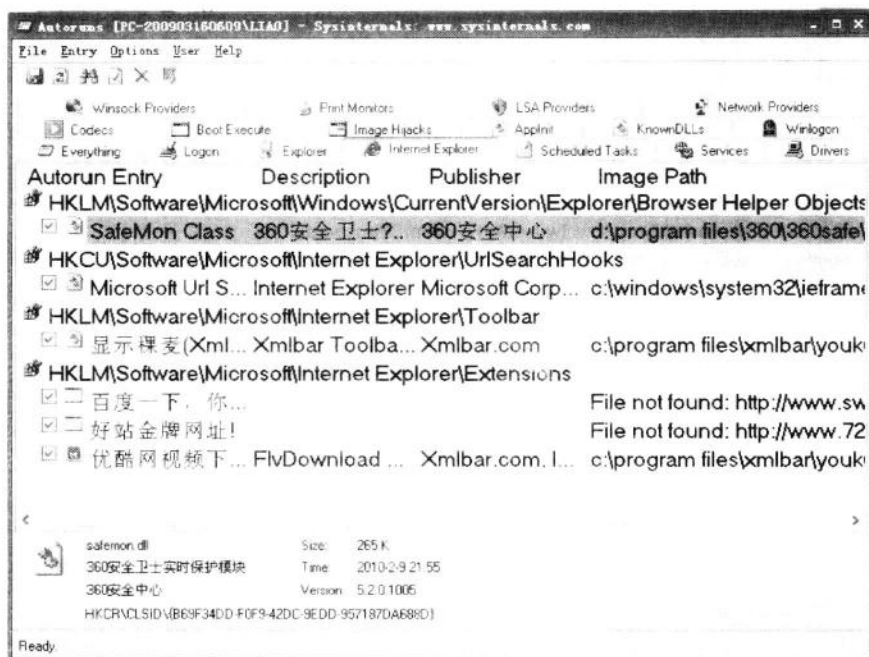 Autoruns [PC-200903160609\LIAO] - Sysinternals: www.sysinternals.com
File Entry Options User Help
Winsock Providers Print Monitors LSA Providers Network Providers
Codecs Boot Execute Image Hijacks AppInit KnownDLLs Winlogon
Everything Logon Explorer Internet Explorer Scheduled Tasks Services Drivers
Autorun Entry Description Publisher Image Path
HKLM\Software\Microsoft\Windows\CurrentVersion\Explorer\Browser Helper Objects
SafeMon Class 360安全卫士?.. 360安全中心 d:\program files\360\360safe\
HKCU\Software\Microsoft\Internet Explorer\UrlSearchHooks
Microsoft Url S... Internet Explorer Microsoft Corp... c:\windows\system32\ieframe
HKLM\Software\Microsoft\Internet Explorer\Toolbar
显示稞麦(Xml... Xmlbar Toolba... Xmlbar.com c:\program files\xmlbar\youk
HKLM\Software\Microsoft\Internet Explorer\Extensions
百度一下，你... File not found: http://www.sw
好站金牌网址! File not found: http://www.72
优酷网视频下... FlvDownload ... Xmlbar.com, I... c:\program files\xmlbar\youk
safemon.dll Size: 265 K
360安全卫士实时保护模块 Time: 2010-2-9 21:55
360安全中心 Version: 5.2.0.1005
HKCR\CLSID\{B69F34DD-F0F9-42DC-9EDD-957187DA688D}
Ready.